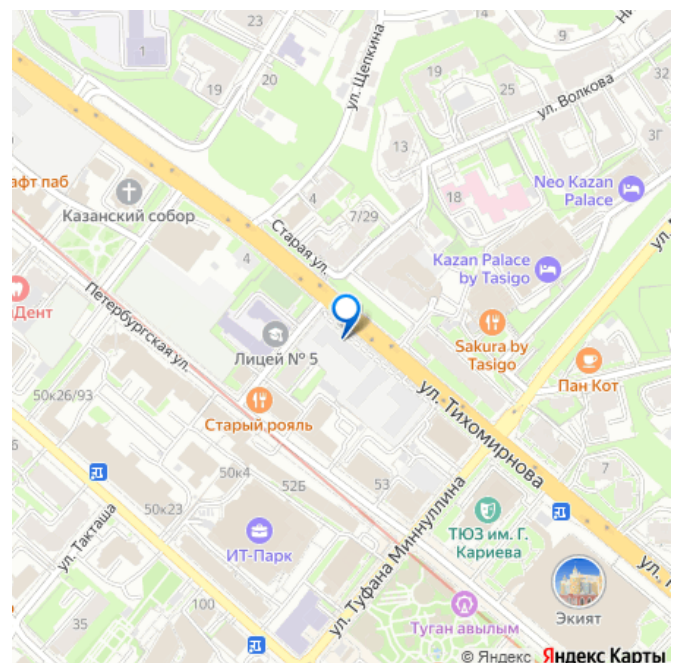 1
19
20
ул. Щепкина
19
25
9
32
ул. Волкова
13
3Г
18
4
7/29
афт паб
Казанский собор
Neo Kazan
Palace
Старая ул.
4
Kazan Palace
by Tasigo
Дент
Петербургская ул.
Лицей № 5
Sakura by
Tasigo
Пан Кот
50к26/93
Старый рояль
ул. Тихомирнова
50к4
52Б
53
7
50к23
ул. Такташа
ИТ-Парк
ул. Туфана Миннуллина
ТЮЗ им. Г.
Кариева
100
35
Экият
Туган авылым
© Яндекс Яндекс Карты